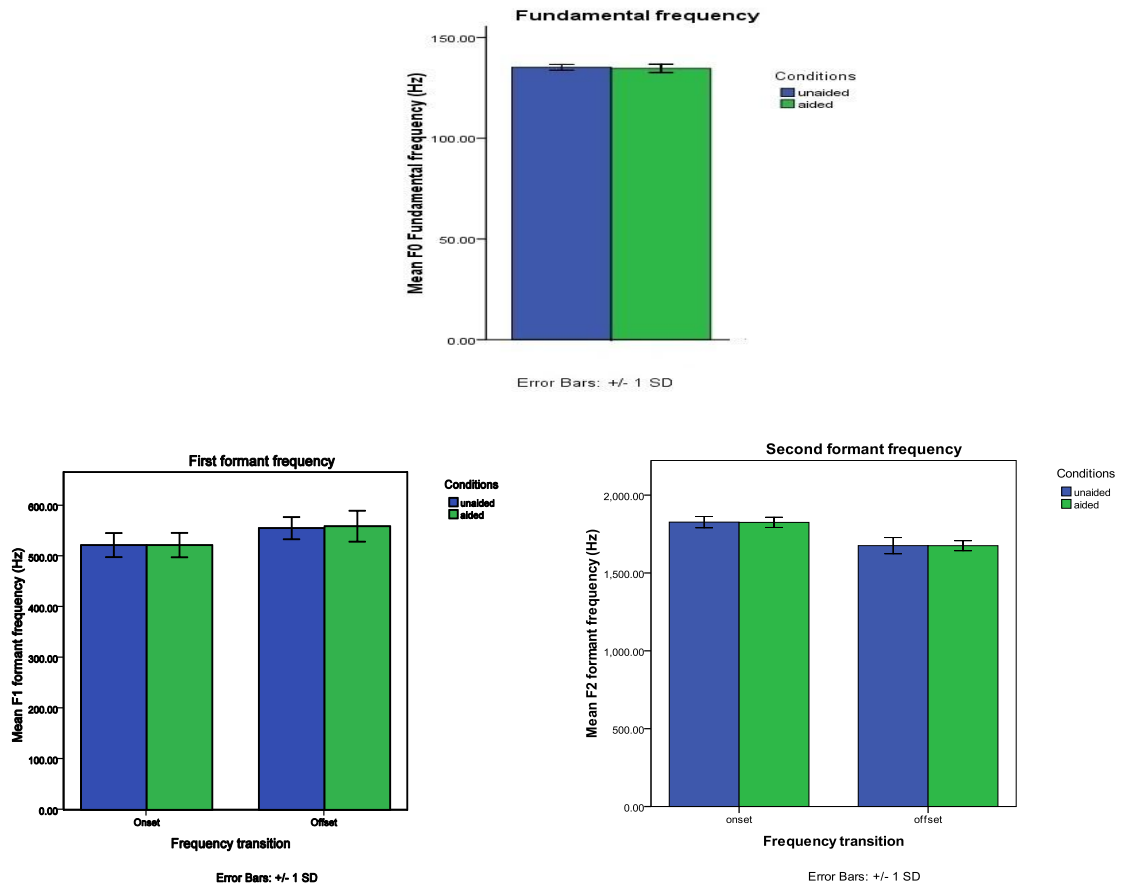 Fundamental frequency
Mean F0 Fundamental frequency (Hz)
150.00
100.00
50.00
0.00
Conditions
unaided
aided
Error Bars: +/- 1 SD
First formant frequency
Mean F1 formant frequency (Hz)
600.00
500.00
400.00
300.00
200.00
100.00
0.00
Onset
Offset
Frequency transition
Conditions
unaided
aided
Error Bars: +/- 1 SD
Second formant frequency
Mean F2 formant frequency (Hz)
2,000.00
1,500.00
1,000.00
500.00
0.00
onset
offset
Frequency transition
Conditions
unaided
aided
Error Bars: +/- 1 SD